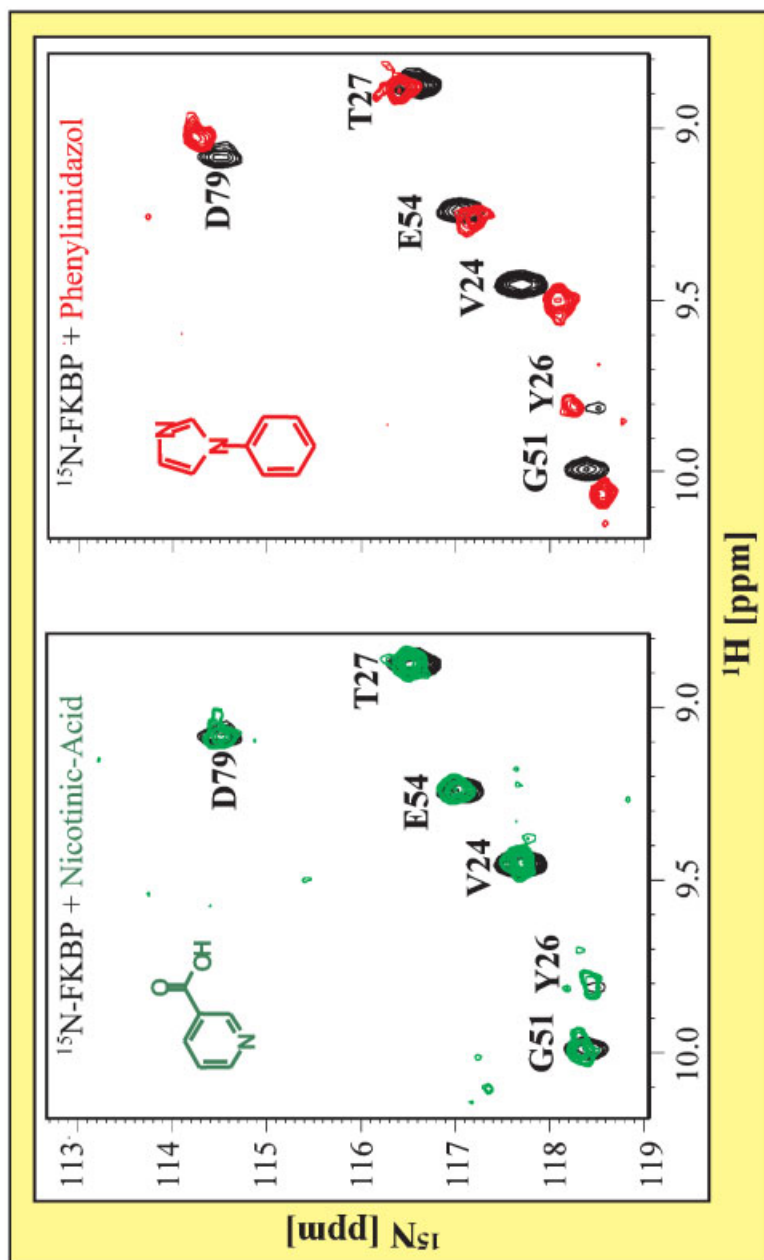 ¹⁵N-FKBP + Nicotinic-Acid
O
OH
N
D79
T27
E54
V24
Y26
G51
¹⁵N-FKBP + Phenylimidazol
N
N
D79
T27
E54
V24
Y26
G51
¹⁵N [ppm]
113
114
115
116
117
118
119
10.0 9.5 9.0
10.0 9.5 9.0
¹H [ppm]